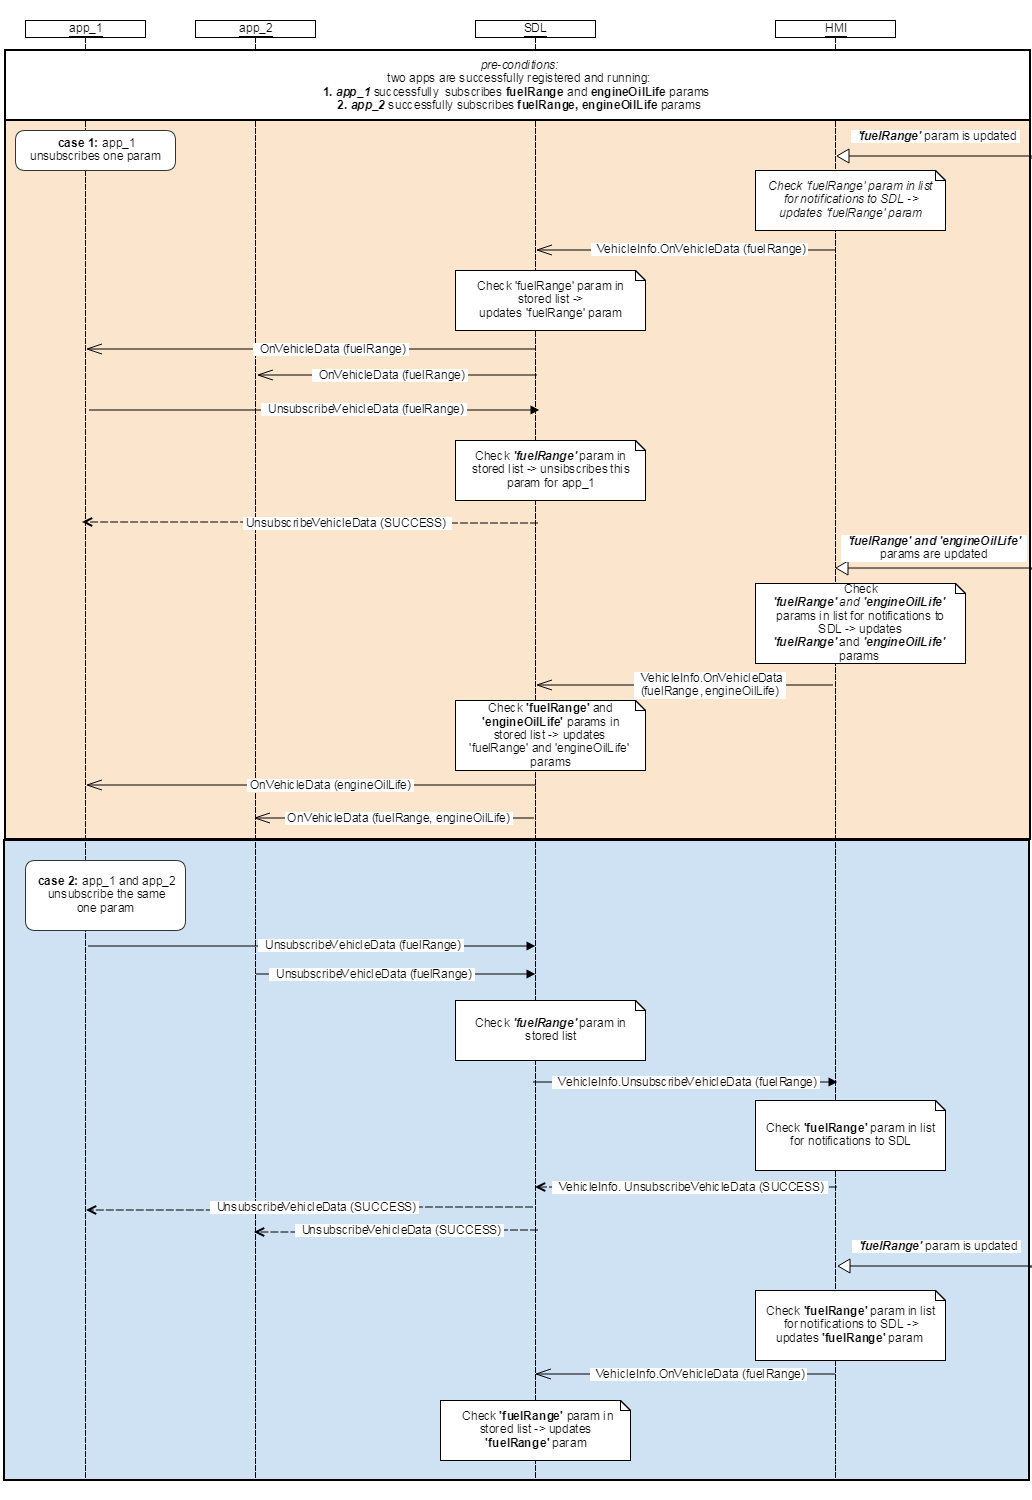 app_1
app_2
SDL
HMI
pre-conditions:
two apps are successfully registered and running:
1. app_1 successfully subscribes fuelRange and engineOilLife params
2. app_2 successfully subscribes fuelRange, engineOilLife params
case 1: app_1
unsubscribes one param
'fuelRange' param is updated
Check 'fuelRange' param in list
for notifications to SDL ->
updates 'fuelRange' param
VehicleInfo.OnVehicleData (fuelRange)
Check 'fuelRange' param in
stored list ->
updates 'fuelRange' param
OnVehicleData (fuelRange)
OnVehicleData (fuelRange)
UnsubscribeVehicleData (fuelRange)
Check 'fuelRange' param in
stored list -> unsibscribes this
param for app_1
UnsubscribeVehicleData (SUCCESS)
'fuelRange' and 'engineOilLife'
params are updated
Check
'fuelRange' and 'engineOilLife'
params in list for notifications to
SDL -> updates
'fuelRange' and 'engineOilLife'
params
VehicleInfo.OnVehicleData
(fuelRange, engineOilLife)
Check 'fuelRange' and
'engineOilLife' params in
stored list -> updates
'fuelRange' and 'engineOilLife'
params
OnVehicleData (engineOilLife)
OnVehicleData (fuelRange, engineOilLife)
case 2: app_1 and app_2
unsubscribe the same
one param
UnsubscribeVehicleData (fuelRange)
UnsubscribeVehicleData (fuelRange)
Check 'fuelRange' param in
stored list
VehicleInfo.UnsubscribeVehicleData (fuelRange)
Check 'fuelRange' param in list
for notifications to SDL
VehicleInfo. UnsubscribeVehicleData (SUCCESS)
UnsubscribeVehicleData (SUCCESS)
UnsubscribeVehicleData (SUCCESS)
'fuelRange' param is updated
Check 'fuelRange' param in list
for notifications to SDL ->
updates 'fuelRange' param
VehicleInfo.OnVehicleData (fuelRange)
Check 'fuelRange' param in
stored list -> updates
'fuelRange' param